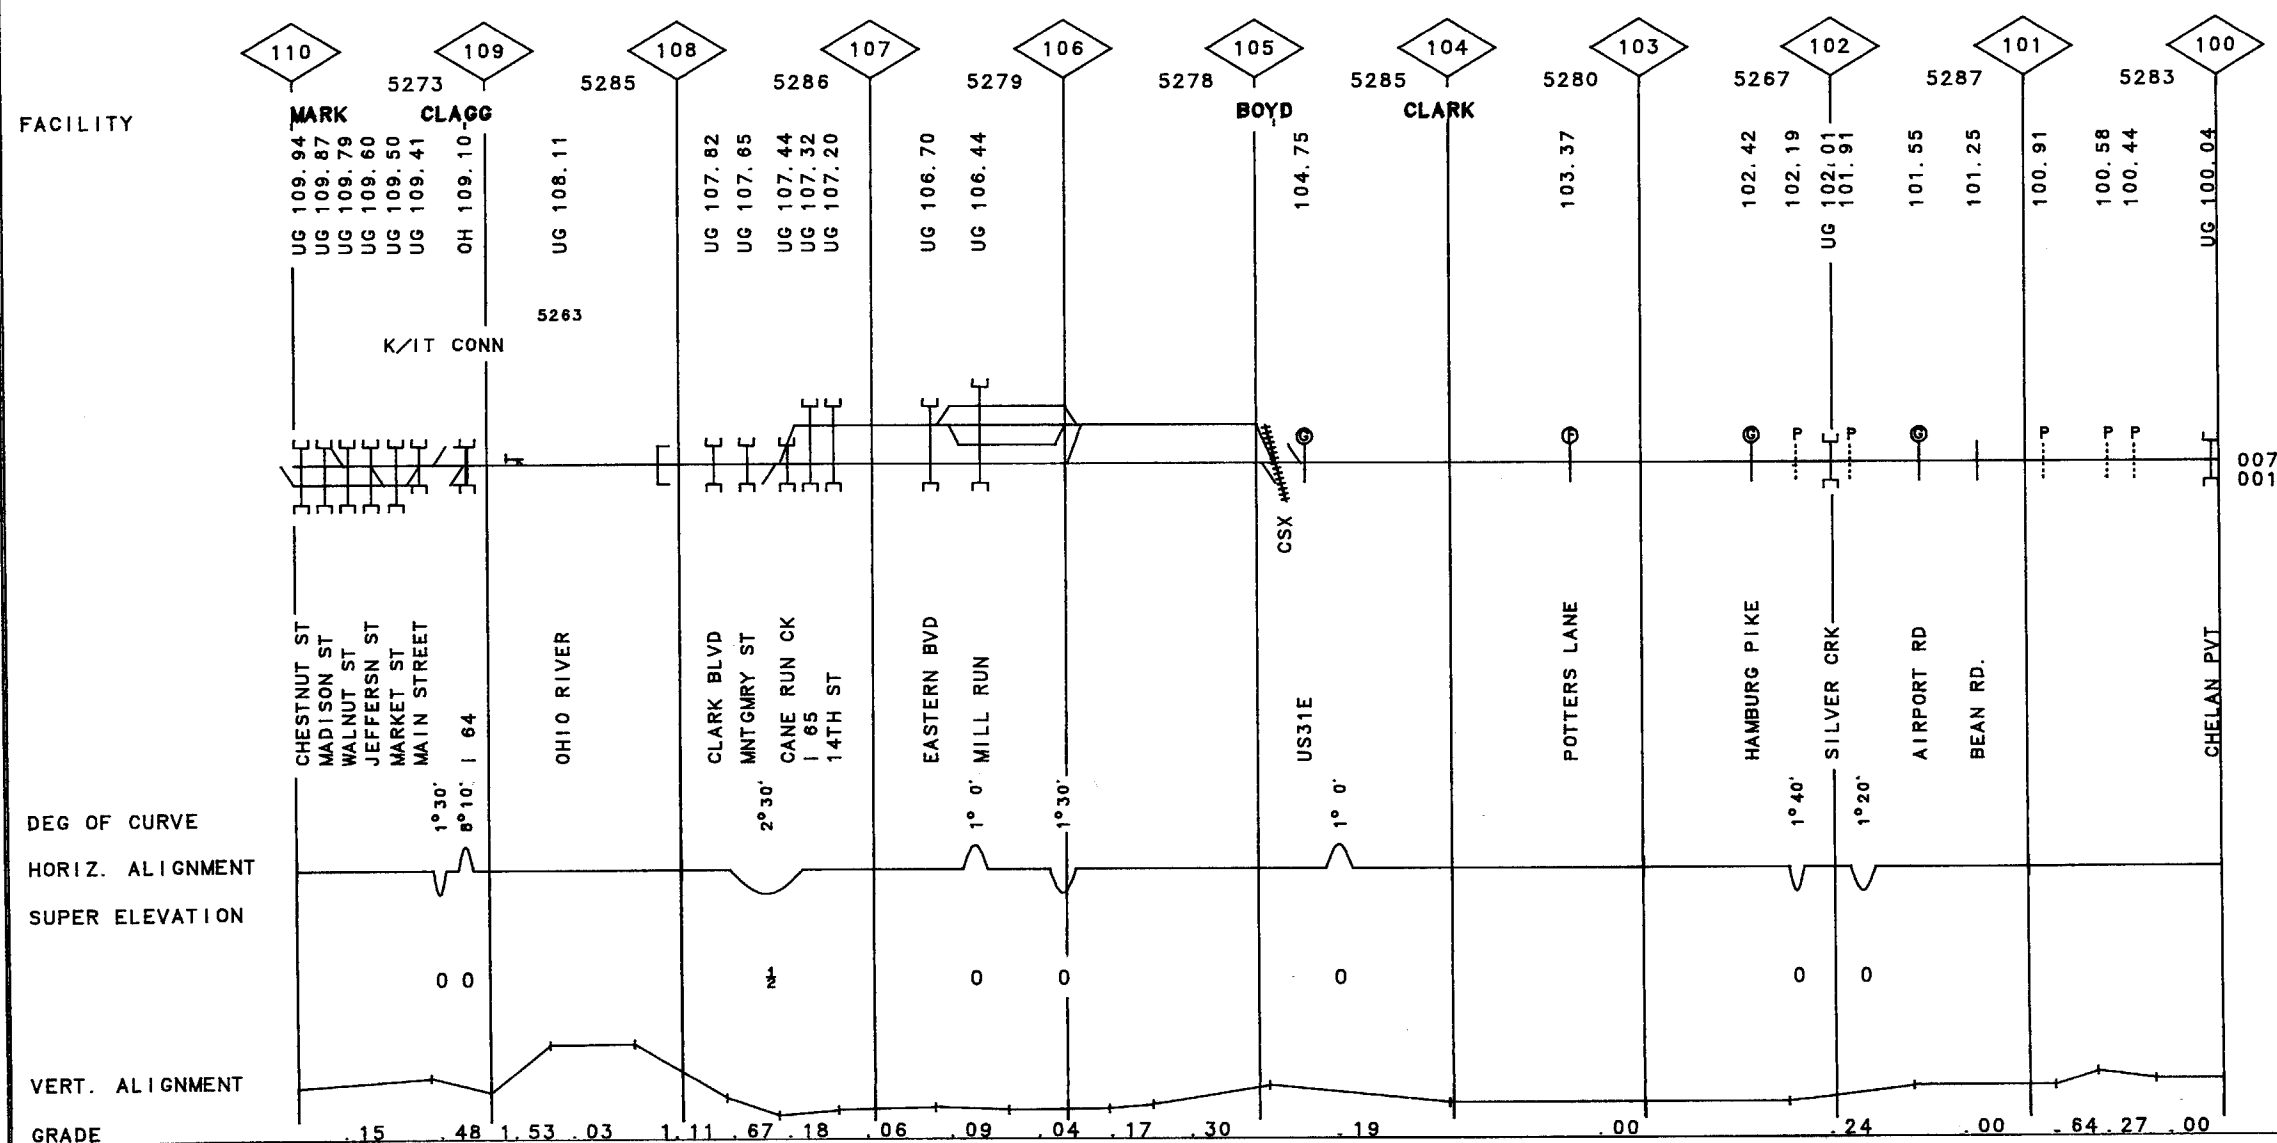 110 109 108 107 106 105 104 103 102 101 100
5273 5285 5286 5279 5278 5285 5280 5267 5287 5283
FACILITY
MARK CLAGG BOYD CLARK
UG 109.94
UG 109.87
UG 109.79
UG 109.60
UG 109.50
UG 109.41
OH 109.10
UG 108.11
UG 107.82
UG 107.65
UG 107.44
UG 107.32
UG 107.20
UG 106.70
UG 106.44
104.75
103.37
102.42
102.19
UG 102.01
101.91
101.55
101.25
100.91
100.58
100.44
UG 100.04
5263
K/IT CONN
G F G P P G P P P
007
001
CSX
CHESTNUT ST
MADISON ST
WALNUT ST
JEFFERSN ST
MARKET ST
MAIN STREET
I 64
OHIO RIVER
CLARK BLVD
MNTGMRY ST
CANE RUN CK
I 65
14TH ST
EASTERN BVD
MILL RUN
US31E
POTTERS LANE
HAMBURG PIKE
SILVER CRK
AIRPORT RD
BEAN RD.
CHELAN PVT
DEG OF CURVE 1°30' 8°10' 2°30' 1° 0' 1°30' 1° 0' 1°40' 1°20'
HORIZ. ALIGNMENT
SUPER ELEVATION
0 0 ½ 0 0 0 0 0
VERT. ALIGNMENT
GRADE .15 .48 1.53 .03 1.11 .67 .18 .06 .09 .04 .17 .30 .19 .00 .24 .00 .64 .27 .00